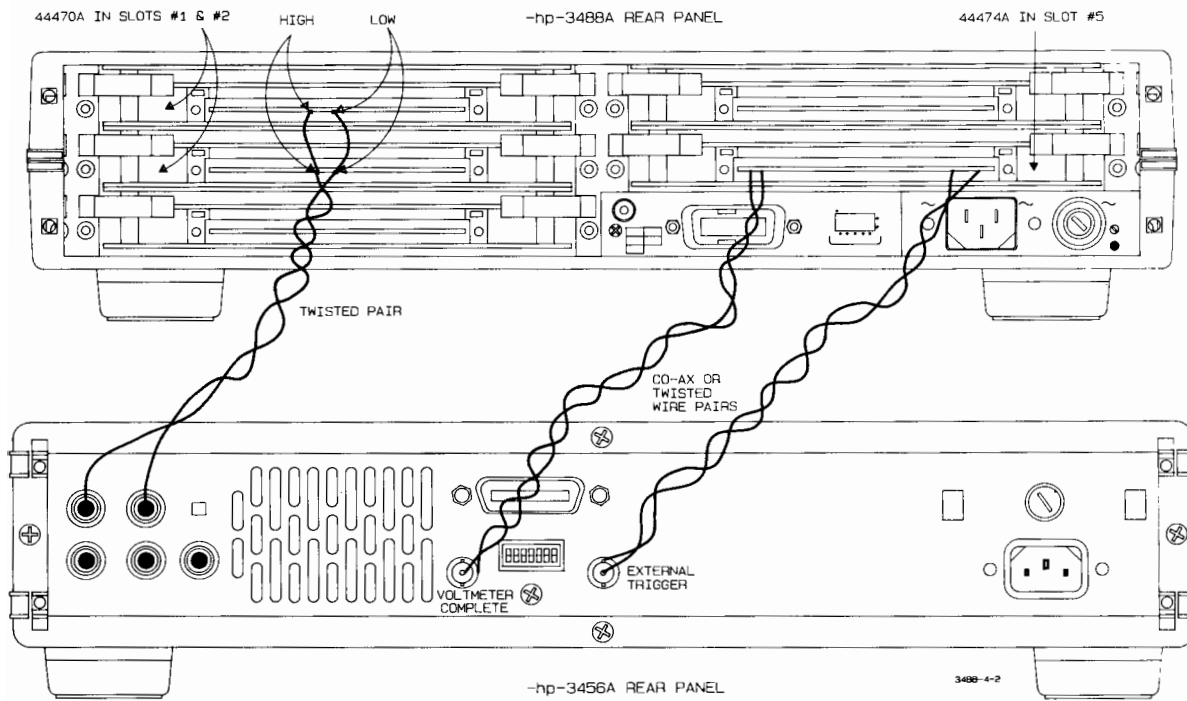 44470A IN SLOTS #1 & #2
HIGH
LOW
-hp-3488A REAR PANEL
44474A IN SLOT #5
TWISTED PAIR
CO-AX OR
TWISTED
WIRE PAIRS
VOLTMETER
COMPLETE
EXTERNAL
TRIGGER
-hp-3456A REAR PANEL
3488-4-2